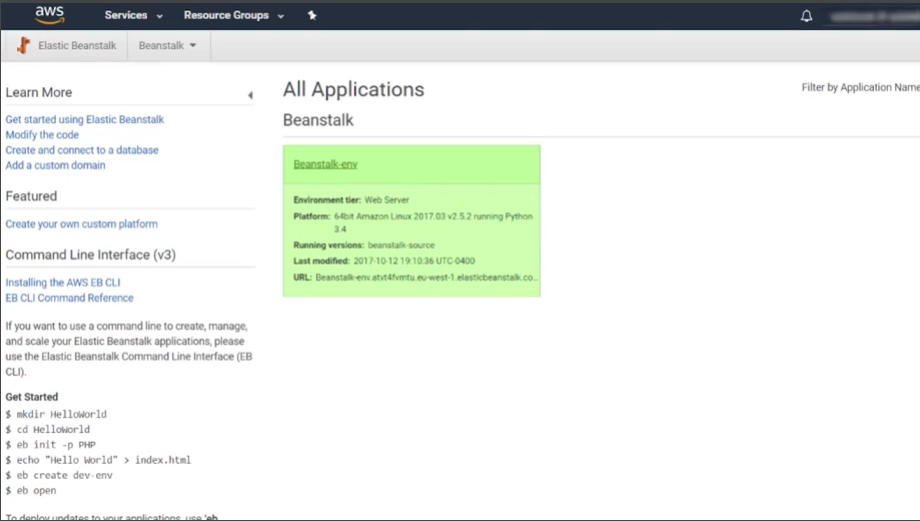 aws
Services
Resource Groups
Elastic Beanstalk
Beanstalk
Learn More
Get started using Elastic Beanstalk
Modify the code
Create and connect to a database
Add a custom domain
Featured
Create your own custom platform
Command Line Interface (v3)
Installing the AWS EB CLI
EB CLI Command Reference
If you want to use a command line to create, manage,
and scale your Elastic Beanstalk applications, please
use the Elastic Beanstalk Command Line Interface (EB
CLI).
Get Started
$ mkdir HelloWorld
$ cd HelloWorld
$ eb init -p PHP
$ echo "Hello World" > index.html
$ eb create dev-env
$ eb open
To deploy updates to your applications, use 'eb
All Applications
Filter by Application Name
Beanstalk
Beanstalk-env
Environment tier: Web Server
Platform: 64bit Amazon Linux 2017.03 v2.5.2 running Python
3.4
Running versions: beanstalk-source
Last modified: 2017-10-12 19:10:36 UTC-0400
URL: Beanstalk-env.atvt4fvmtu.eu-west-1.elasticbeanstalk.co...